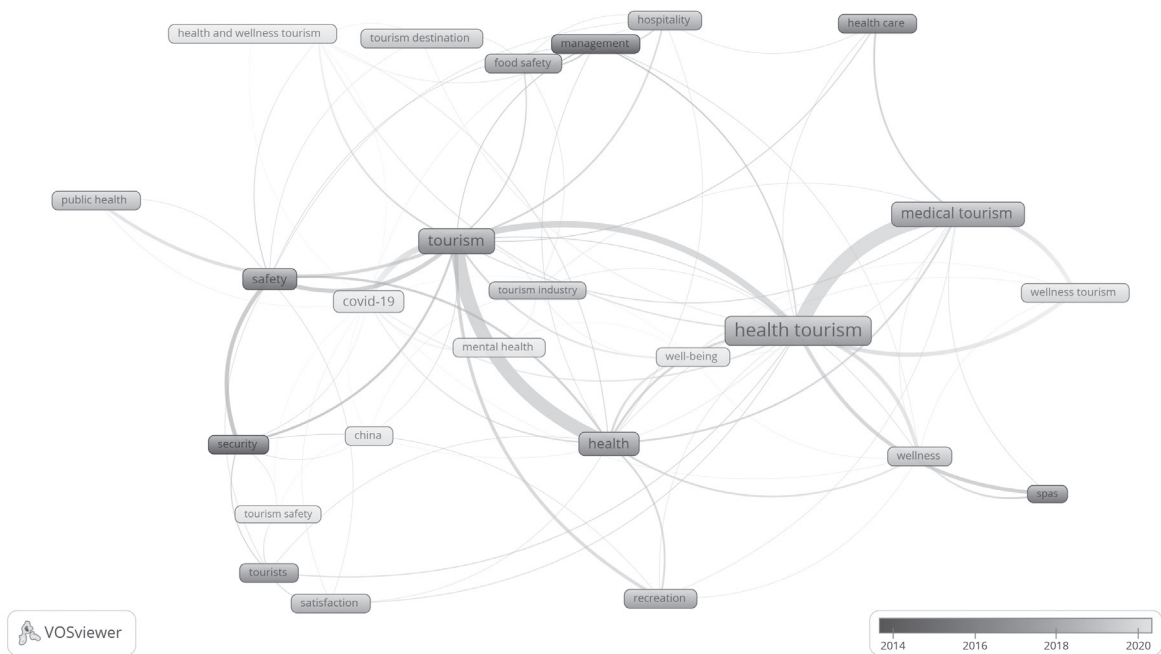 hospitality
health care
health and wellness tourism
tourism destination
management
food safety
public health
medical tourism
tourism
safety
tourism industry
wellness tourism
covid-19
health tourism
mental health
well-being
china
security
health
wellness
spas
tourism safety
tourists
satisfaction
recreation
VOSviewer
2014 2016 2018 2020